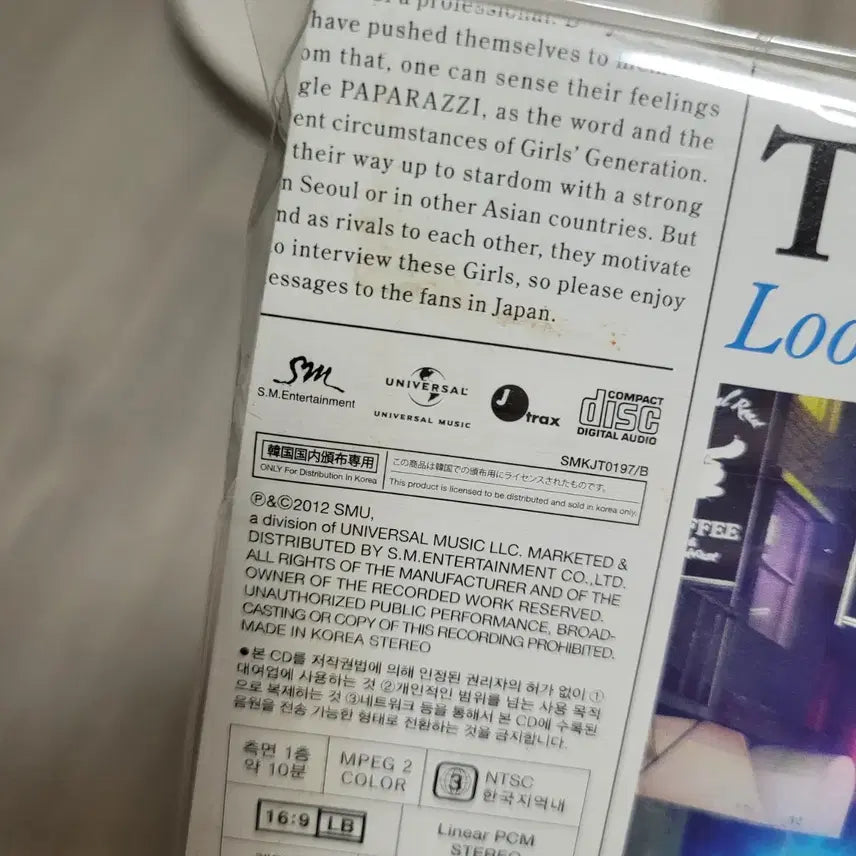 a professional.
have pushed themselves to
om that, one can sense their feelings
gle PAPARAZZI, as the word and the
ent circumstances of Girls' Generation.
their way up to stardom with a strong
n Seoul or in other Asian countries. But
nd as rivals to each other, they motivate
o interview these Girls, so please enjoy
essages to the fans in Japan.
T
Loo
SM
S.M.Entertainment
UNIVERSAL
UNIVERSAL MUSIC
J trax
COMPACT
disc
DIGITAL AUDIO
SMKJT0197/B
韓国国内頒布専用
ONLY For Distribution In Korea
この商品は韓国での頒布用にライセンスされたものです。
This product is licensed to be distributed and sold in korea only.
℗&©2012 SMU,
a division of UNIVERSAL MUSIC LLC. MARKETED &
DISTRIBUTED BY S.M.ENTERTAINMENT CO.,LTD.
ALL RIGHTS OF THE MANUFACTURER AND OF THE
OWNER OF THE RECORDED WORK RESERVED.
UNAUTHORIZED PUBLIC PERFORMANCE, BROAD-
CASTING OR COPY OF THIS RECORDING PROHIBITED.
MADE IN KOREA STEREO
●본 CD를 저작권법에 의해 인정된 권리자의 허가 없이 ①
대여업에 사용하는 것 ②개인적인 범위를 넘는 사용 목적
으로 복제하는 것 ③네트워크 등을 통해서 본 CD에 수록된
음원을 전송 가능한 형태로 전환하는 것을 금지합니다.
측면 1층
약 10분
MPEG 2
COLOR
3
NTSC
한국지역내
16:9 LB
Linear PCM
STEREO